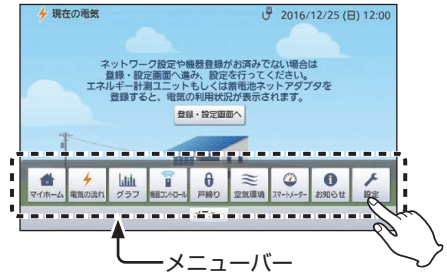 現在の電気
2016/12/25 (日) 12:00
ネットワーク設定や機器登録がお済みでない場合は
登録・設定画面へ進み、設定を行ってください。
エネルギー計測ユニットもしくは蓄電池ネットアダプタを
登録すると、電気の利用状況が表示されます。
登録・設定画面へ
マイホーム 電気の流れ グラフ 機器コントロール 戸締り 空気環境 スマートメーター お知らせ 設定
メニューバー